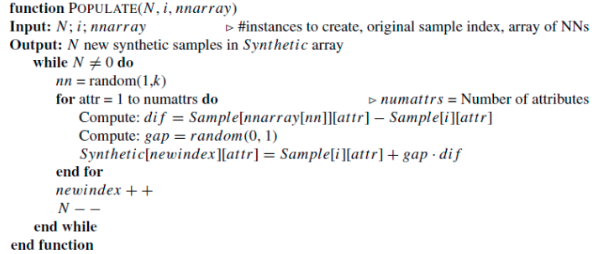 function POPULATE(N, i, nnarray)
Input: N; i; nnarray ▷ #instances to create, original sample index, array of NNs
Output: N new synthetic samples in Synthetic array
while N ≠ 0 do
nn = random(1,k)
for attr = 1 to numattrs do ▷ numattrs = Number of attributes
Compute: dif = Sample[nnarray[nn]][attr] − Sample[i][attr]
Compute: gap = random(0, 1)
Synthetic[newindex][attr] = Sample[i][attr] + gap · dif
end for
newindex + +
N − −
end while
end function